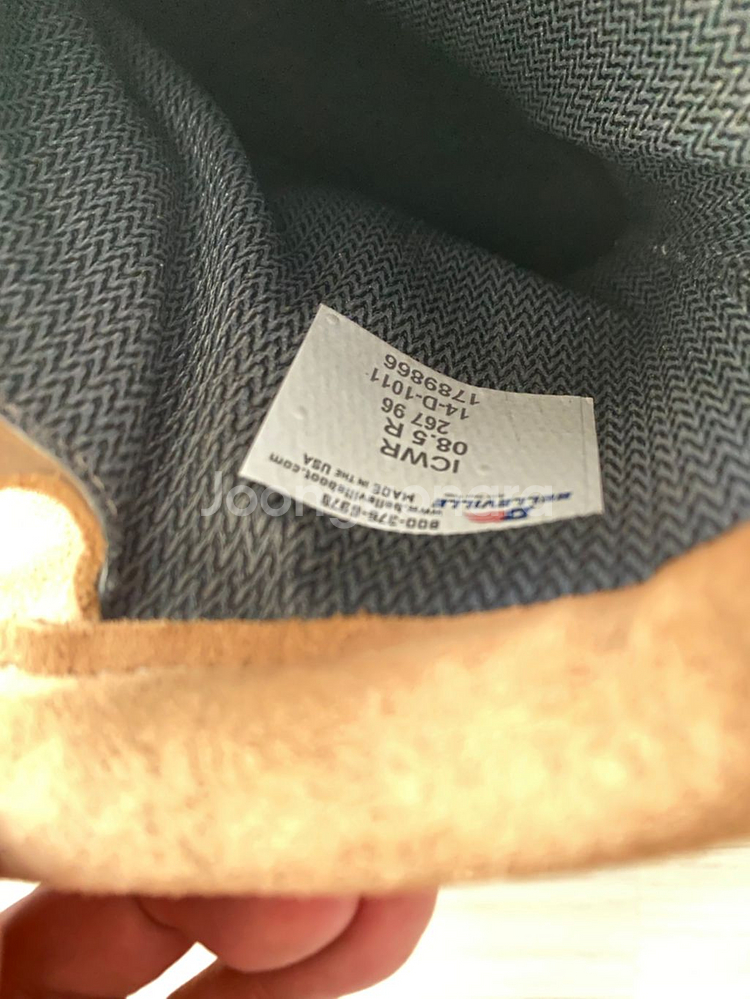 BELLEVILLE
800-376-6978
www.bellevilleboot.com
MADE IN THE USA
ICWR
08.5 R
267 96
14-D-1011
1789866
Joonggonara